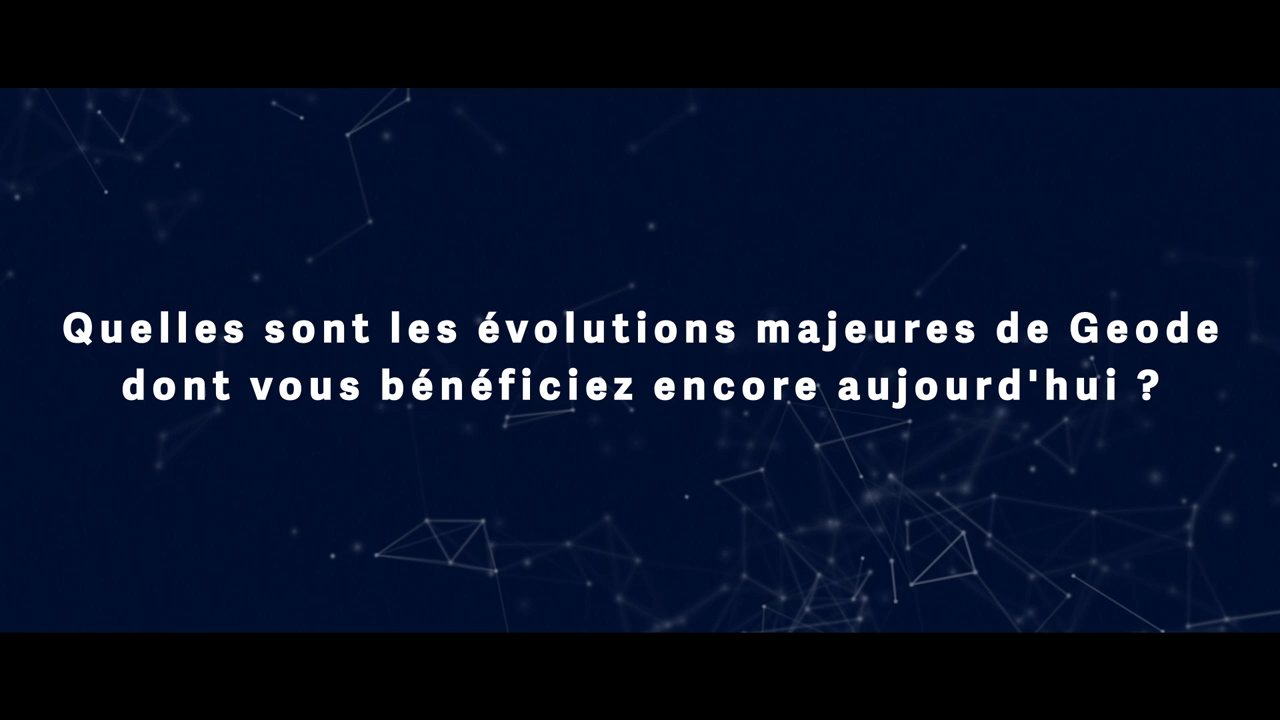 Quelles sont les évolutions majeures de Geode
dont vous bénéficiez encore aujourd'hui ?